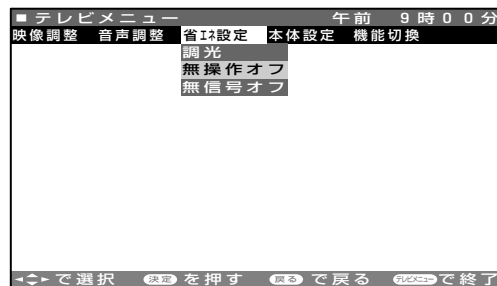 ■テレビメニュー 午前 9時00分
映像調整 音声調整 省エネ設定 本体設定 機能切換
調光
無操作オフ
無信号オフ
で選択 決定 を押す 戻る で戻る テレビメニュー で終了